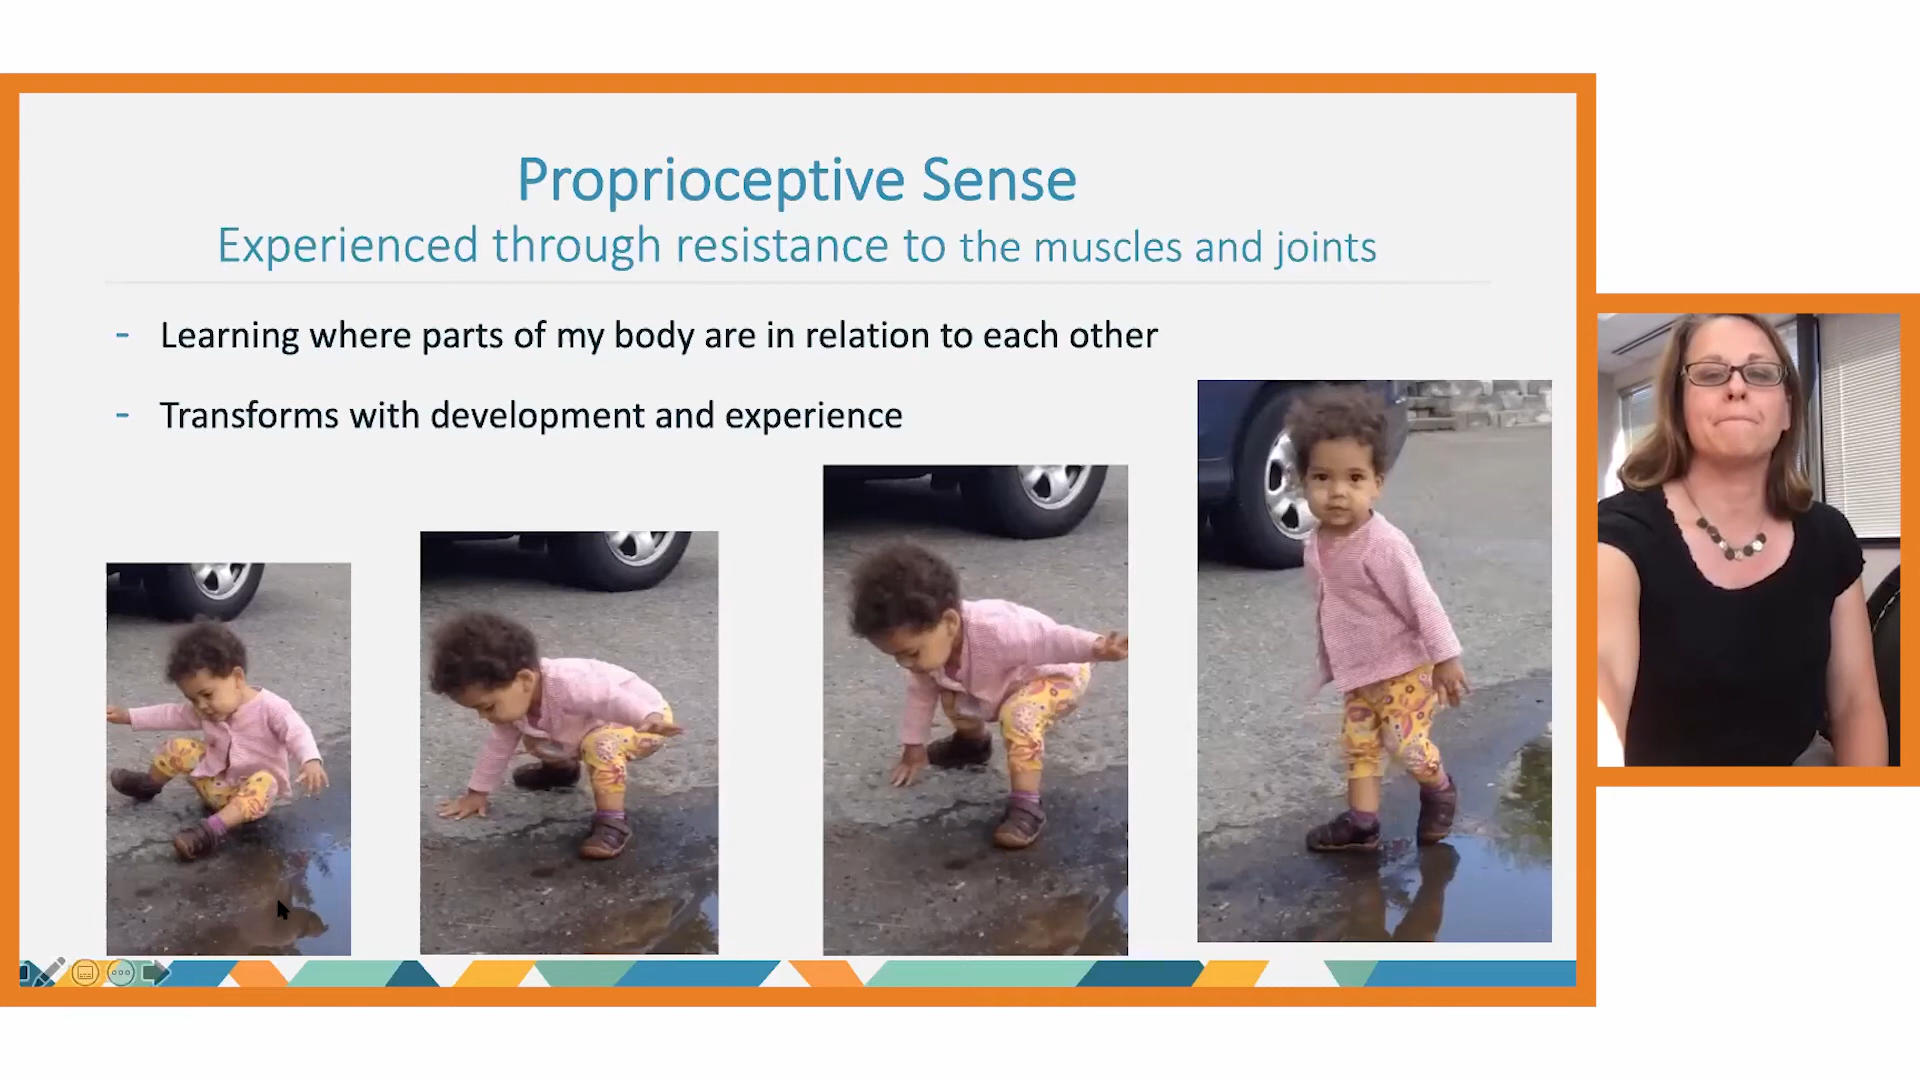 Proprioceptive Sense
Experienced through resistance to the muscles and joints
- Learning where parts of my body are in relation to each other
- Transforms with development and experience